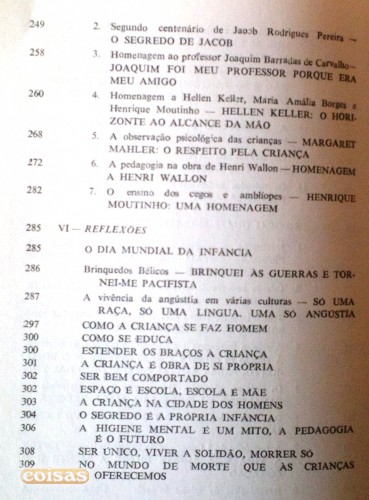 249 2. Segundo centenário de Jacob Rodrigues Pereira —
O SEGREDO DE JACOB
258 3. Homenagem ao professor Joaquim Barradas de Carvalho—
JOAQUIM FOI MEU PROFESSOR PORQUE ERA
MEU AMIGO
260 4. Homenagem a Hellen Keller, Maria Amália Borges e
Henrique Moutinho — HELLEN KELLER: O HORI-
ZONTE AO ALCANCE DA MÃO
268 5. A observação psicológica das crianças — MARGARET
MAHLER: O RESPEITO PELA CRIANÇA
272 6. A pedagogia na obra de Henri Wallon — HOMENAGEM
A HENRI WALLON
282 7. O ensino dos cegos e amblíopes — HENRIQUE
MOUTINHO: UMA HOMENAGEM
285 VI — REFLEXÕES
285 O DIA MUNDIAL DA INFÂNCIA
286 Brinquedos Bélicos — BRINQUEI ÀS GUERRAS E TOR-
NEI-ME PACIFISTA
287 A vivência da angústtia em várias culturas — SÓ UMA
RAÇA, SÓ UMA LÍNGUA. UMA SÓ ANGÚSTIA
297 COMO A CRIANÇA SE FAZ HOMEM
300 COMO SE EDUCA
300 ESTENDER OS BRAÇOS À CRIANÇA
301 A CRIANÇA É OBRA DE SI PRÓPRIA
302 SER BEM COMPORTADO
302 ESPAÇO É ESCOLA, ESCOLA É MÃE
303 A CRIANÇA NA CIDADE DOS HOMENS
304 O SEGREDO É A PRÓPRIA INFÂNCIA
306 A HIGIENE MENTAL É UM MITO, A PEDAGOGIA
É O FUTURO
308 SER ÚNICO, VIVER A SOLIDÃO, MORRER SÓ
309 NO MUNDO DE MORTE QUE ÀS CRIANÇAS
OFERECEMOS
coisas